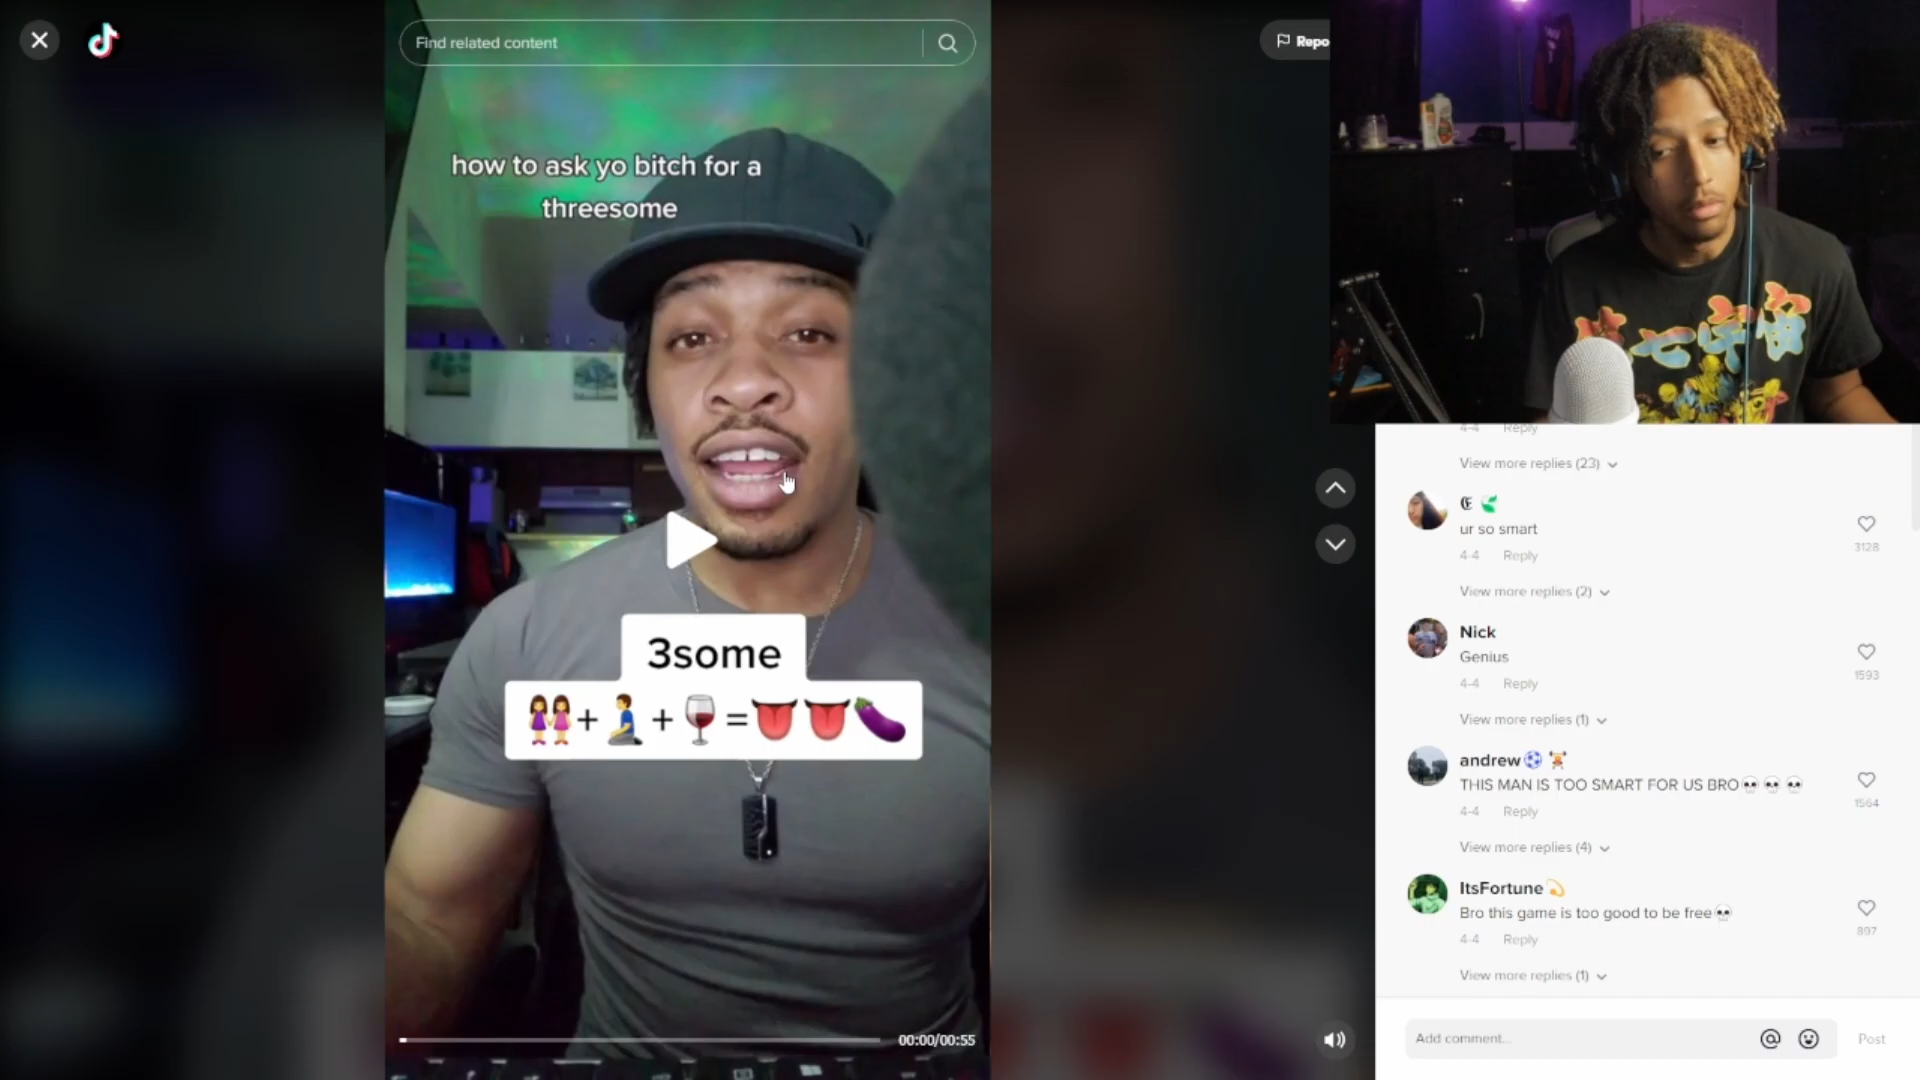 Find related content
Repo
how to ask yo bitch for a
threesome
3some
👭+🧎‍♂️+🍷=👅👅🍆
00:00/00:55
4-4 Reply
View more replies (23)
𝕰 🍃
ur so smart
3128
4-4 Reply
View more replies (2)
Nick
Genius
1593
4-4 Reply
View more replies (1)
andrew⚽🏋
THIS MAN IS TOO SMART FOR US BRO💀💀💀
1564
4-4 Reply
View more replies (4)
ItsFortune💫
Bro this game is too good to be free💀
897
4-4 Reply
View more replies (1)
Add comment...
Post